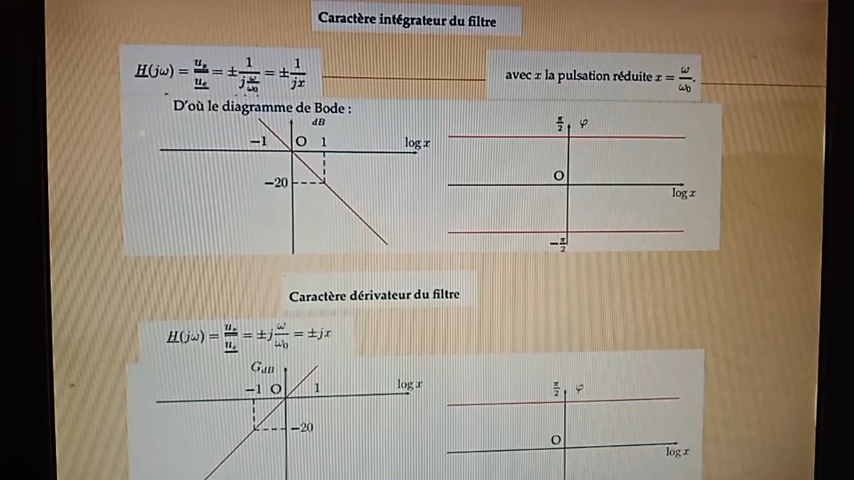 Caractère intégrateur du filtre
H(jω) = u_s/u_e = ± 1/(j ω/ω₀) = ± 1/(jx)
avec x la pulsation réduite x = ω/ω₀.
D'où le diagramme de Bode :
dB
−1 O 1 log x
−20
π/2 φ
O
log x
−π/2
Caractère dérivateur du filtre
H(jω) = u_s/u_e = ±j ω/ω₀ = ±jx
G_dB
−1 O 1 log x
−20
π/2 φ
O
log x